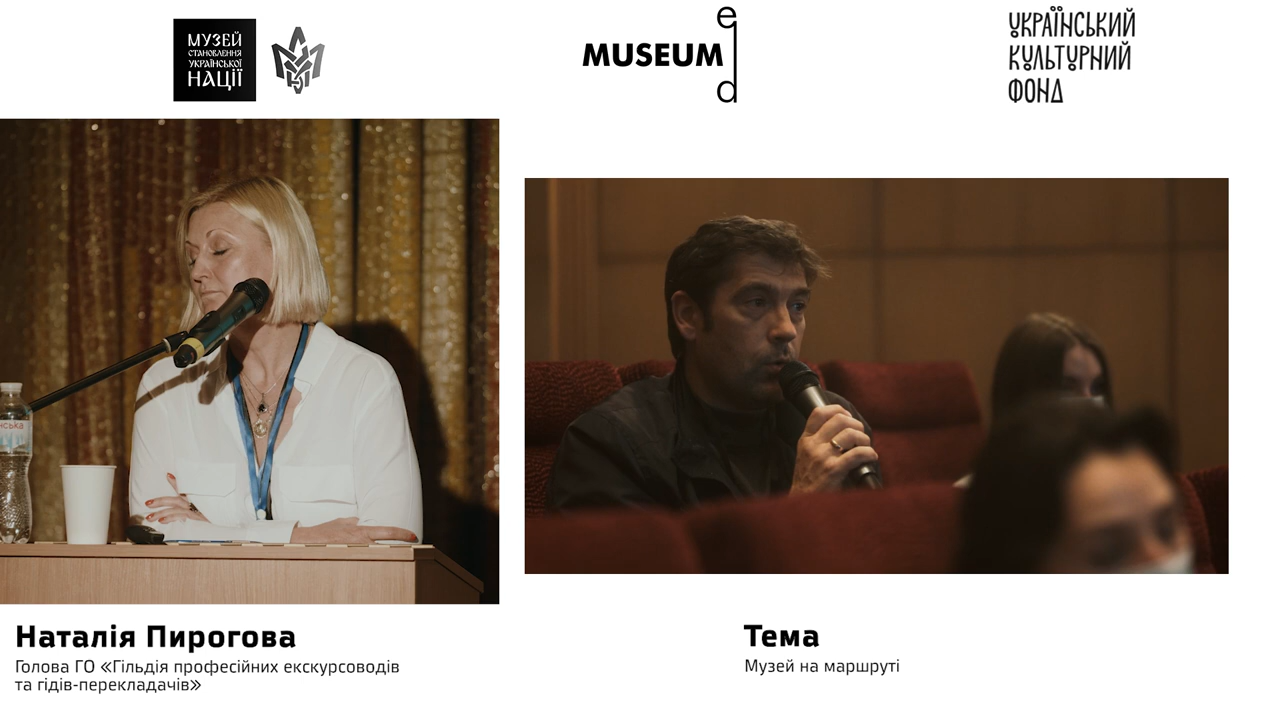 МУЗЕЙ
СТАНОВЛЕННЯ
УКРАЇНСЬКОЇ
НАЦІЇ
MUSEUM
ed
УКРАЇНСЬКИЙ
КУЛЬТУРНИЙ
ФОНД
нська
Наталія Пирогова
Голова ГО «Гільдія професійних екскурсоводів
та гідів-перекладачів»
Тема
Музей на маршруті